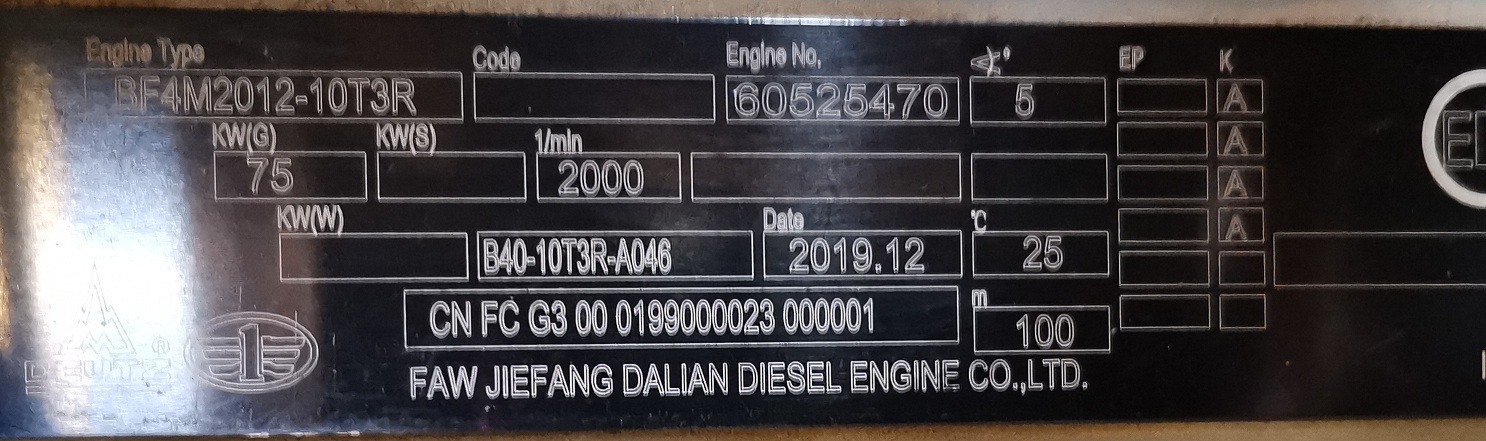 Engine Type Code Engine No, A° EP K
BF4M2012-10T3R 60525470 5 A
KW(G) KW(S) 1/min A
75 2000 A
KW(W) Date °C A
B40-10T3R-A046 2019.12 25
m
CN FC G3 00 0199000023 000001 100
DEUTZ ® 1
FAW JIEFANG DALIAN DIESEL ENGINE CO.,LTD.